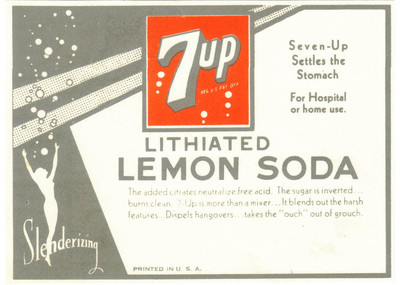 7UP
REG. U.S. PAT. OFF.
Seven-Up
Settles the
Stomach
For Hospital
or home use.
LITHIATED
LEMON SODA
The added citrates neutralize free acid. The sugar is inverted...
burns clean. 7-Up is more than a mixer...It blends out the harsh
features...Dispels hangovers...takes the "ouch" out of grouch.
Slenderizing
PRINTED IN U. S. A.